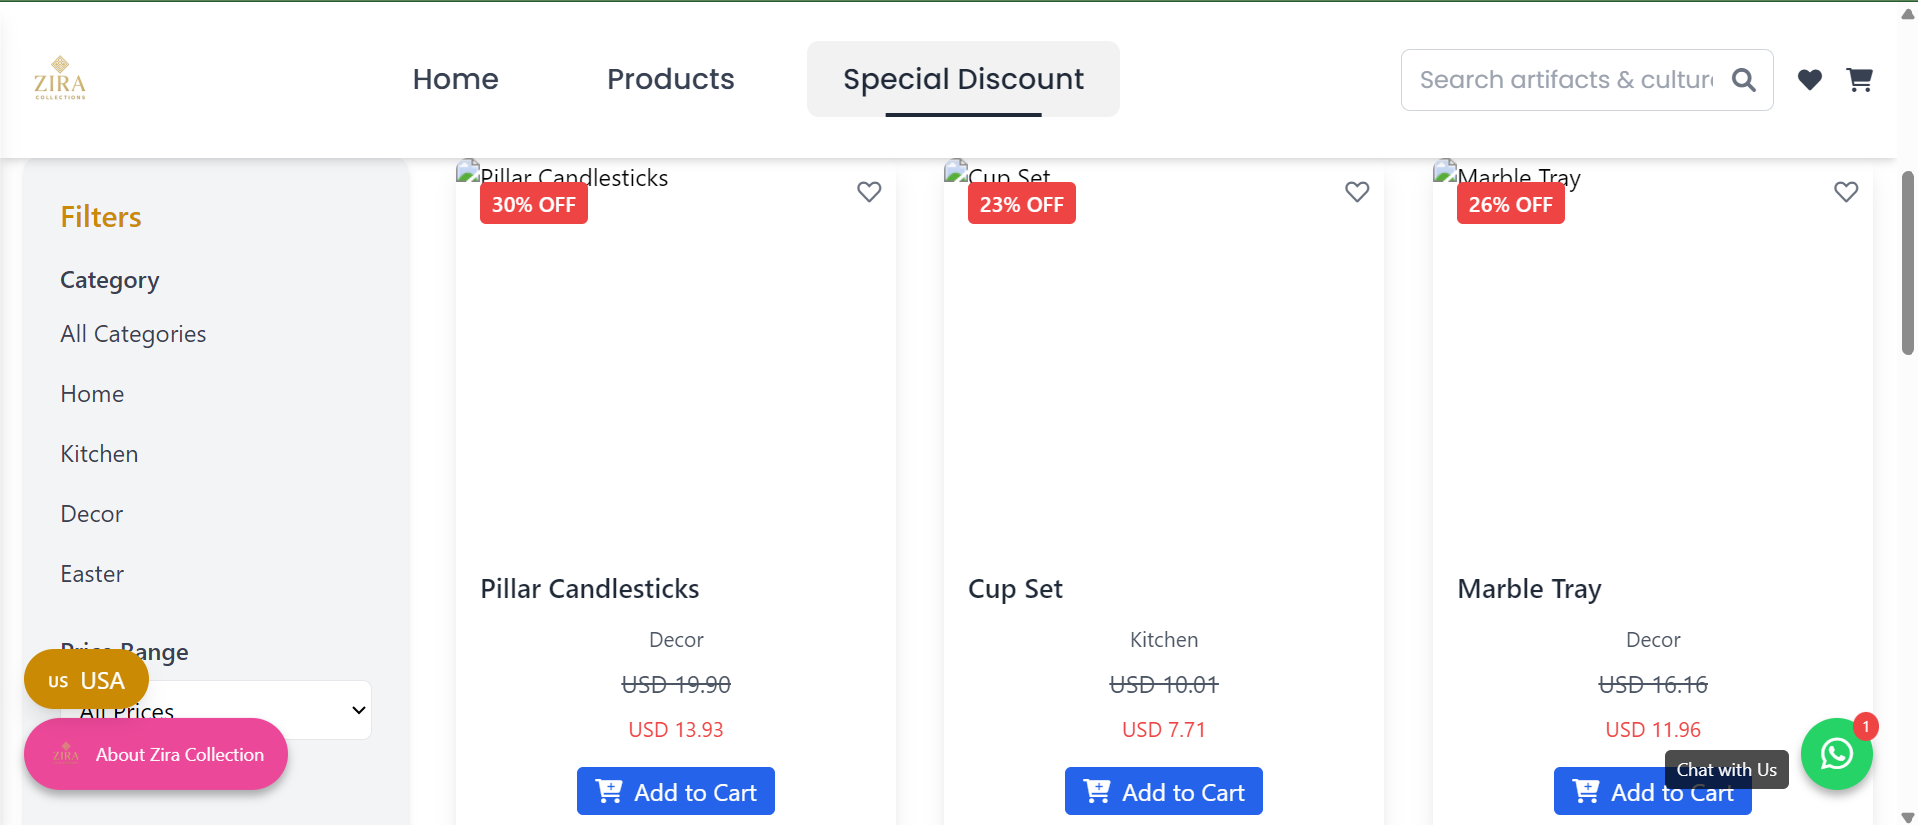 ZIRA
COLLECTIONS
Home
Products
Special Discount
Search artifacts & cultur
Filters
Category
All Categories
Home
Kitchen
Decor
Easter
Price Range
All Prices
US USA
ZIRA
About Zira Collection
Pillar Candlesticks
30% OFF
Pillar Candlesticks
Decor
USD 19.90
USD 13.93
Add to Cart
Cup Set
23% OFF
Cup Set
Kitchen
USD 10.01
USD 7.71
Add to Cart
Marble Tray
26% OFF
Marble Tray
Decor
USD 16.16
USD 11.96
Add to Cart
Chat with Us
1